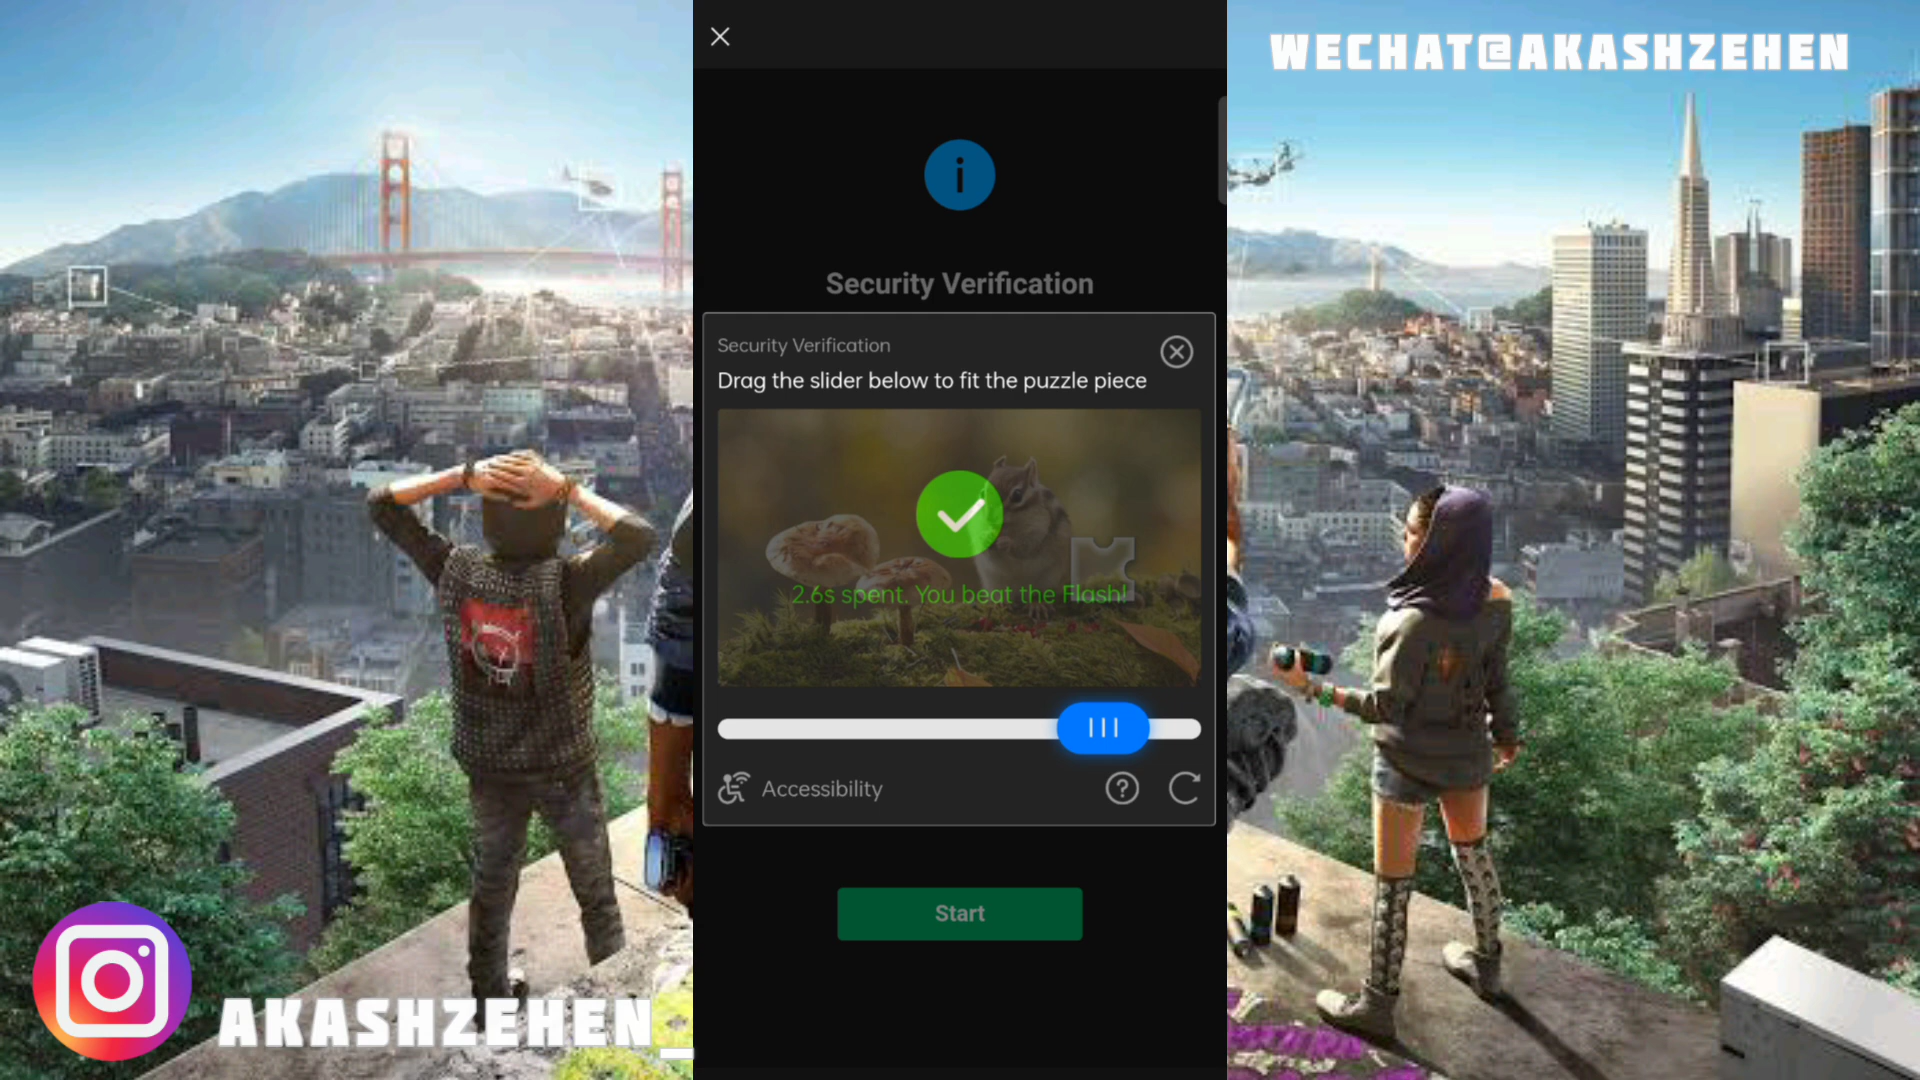 WECHAT@AKASHZEHEN
Security Verification
Security Verification
Drag the slider below to fit the puzzle piece
2.6s spent. You beat the Flash!
Accessibility
Start
AKASHZEHEN_